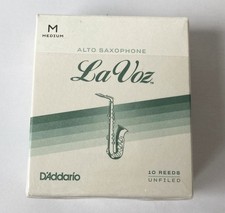 M
MEDIUM
ALTO SAXOPHONE
La Voz
D'Addario
10 REEDS
UNFILED